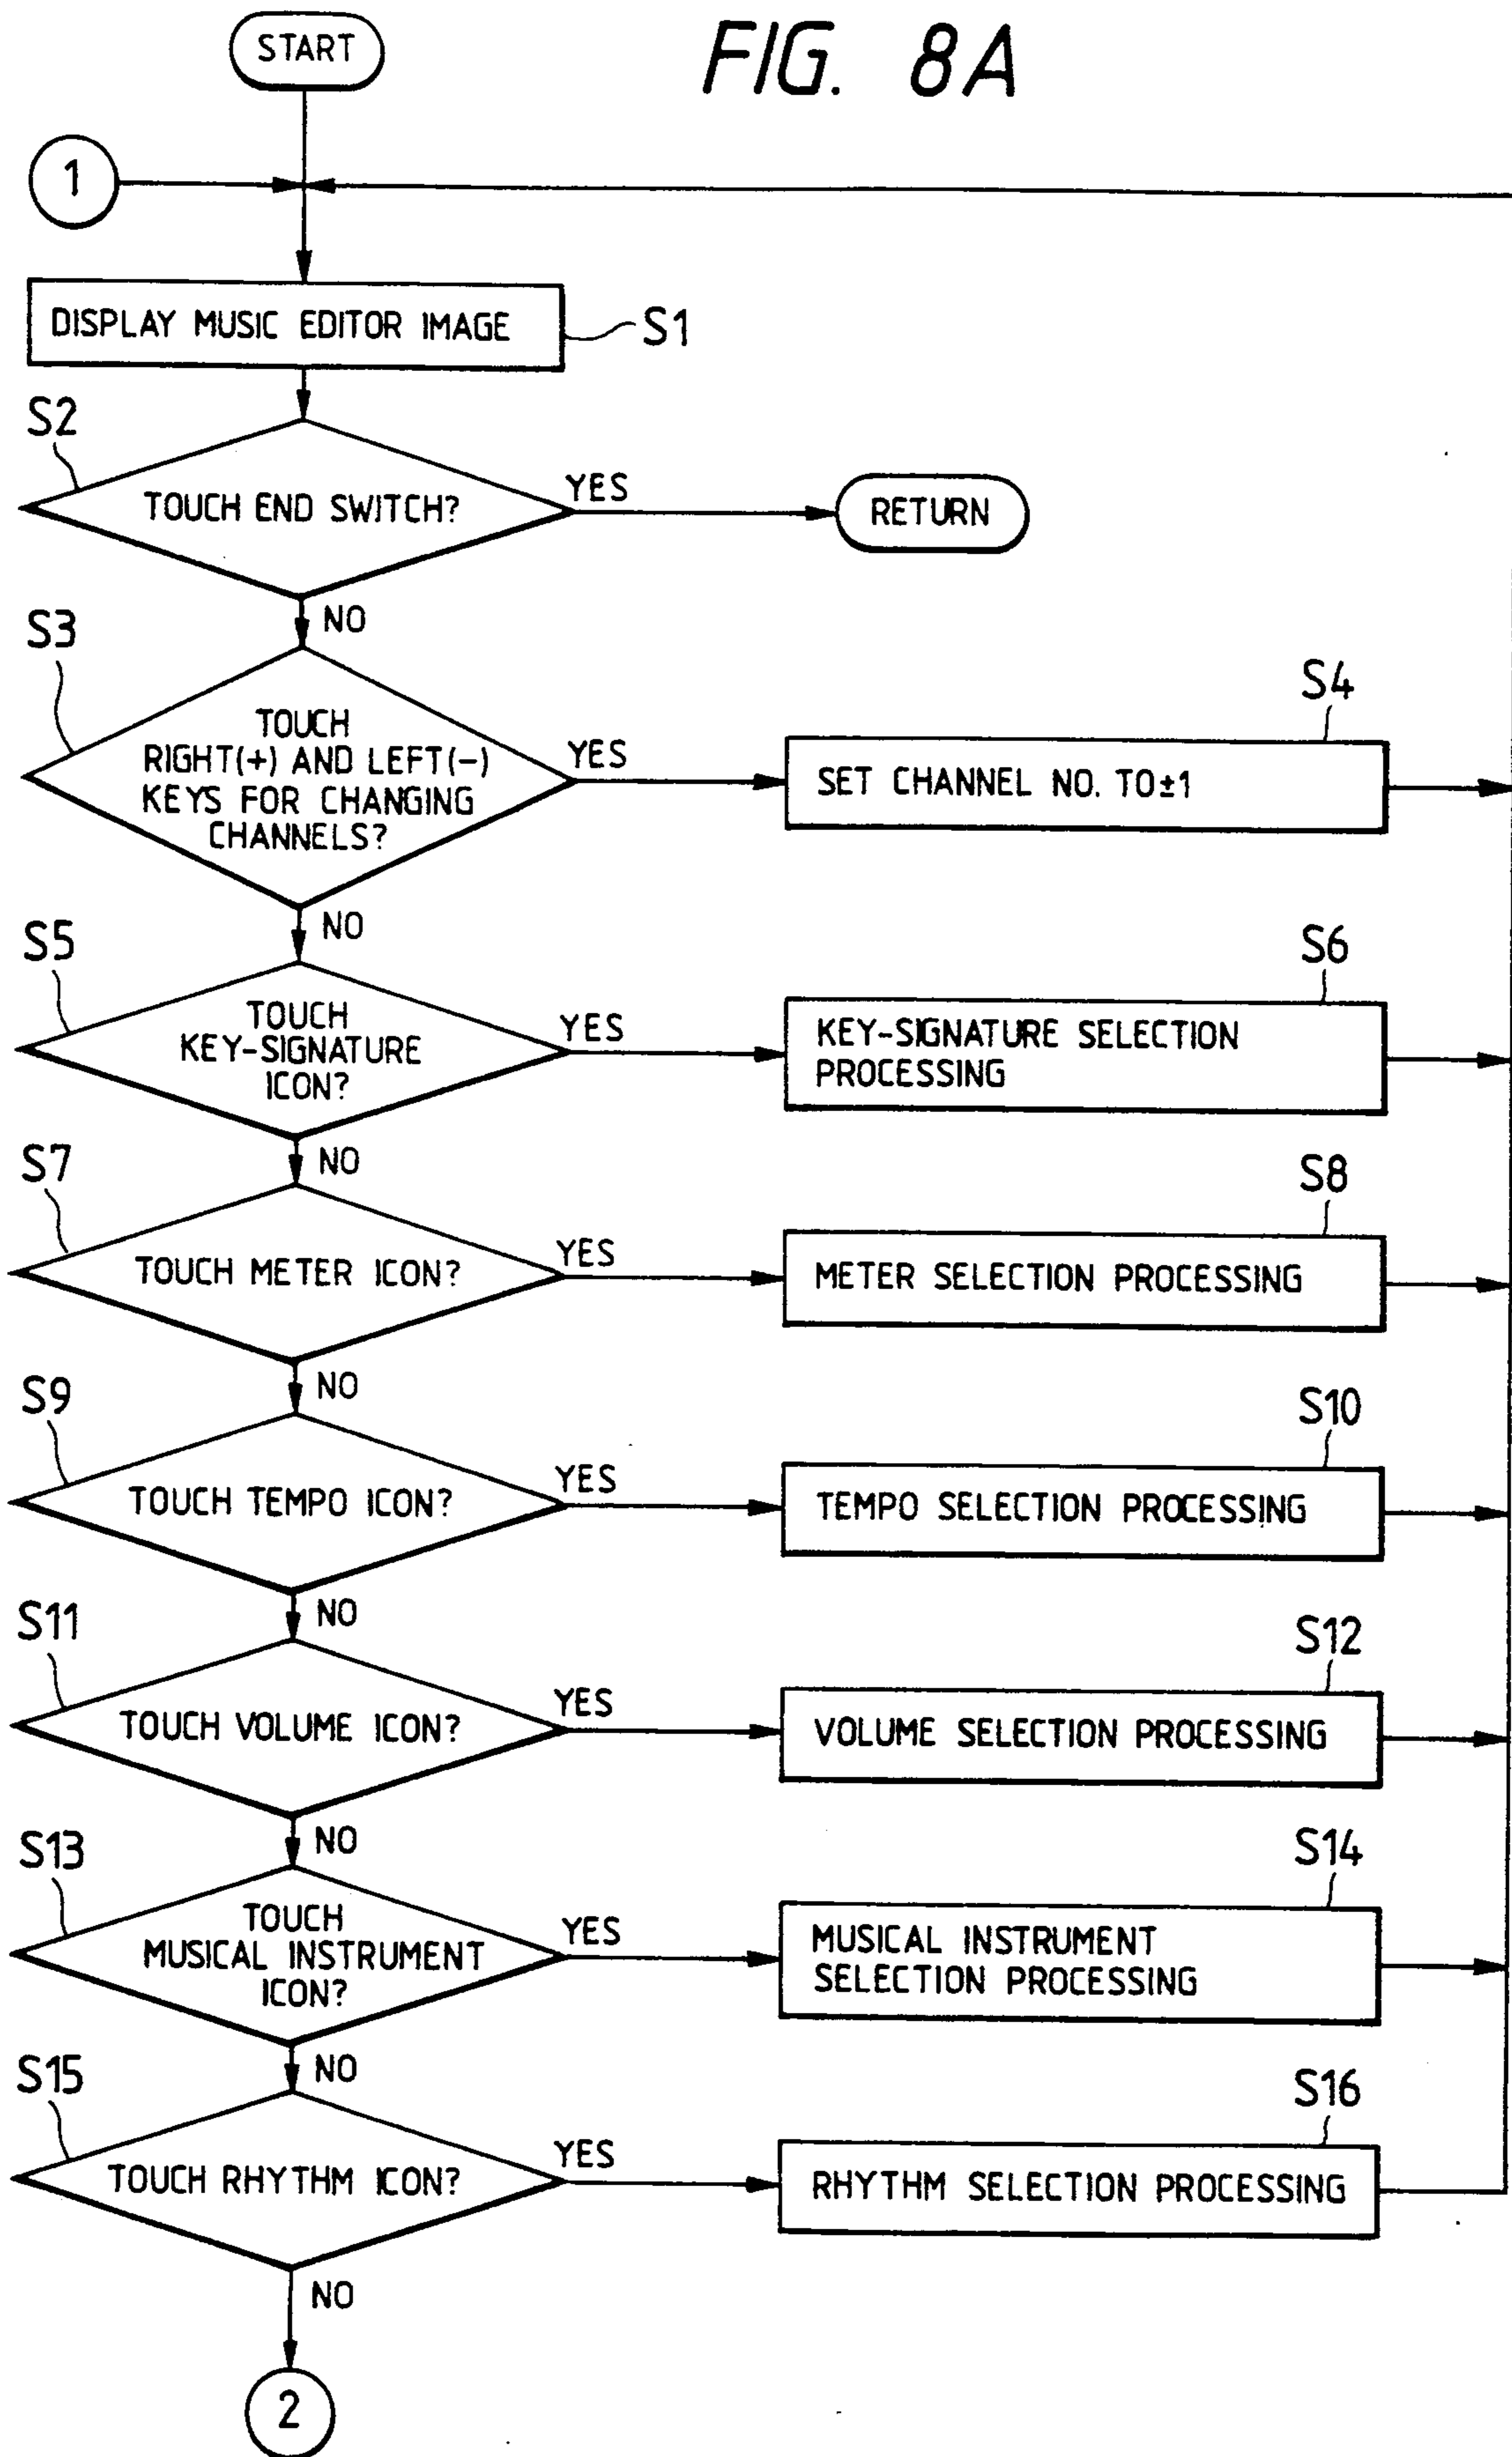 FIG. 8A
START
1
DISPLAY MUSIC EDITOR IMAGE
S1
S2
TOUCH END SWITCH?
YES
RETURN
NO
S3
TOUCH
RIGHT(+) AND LEFT(-)
KEYS FOR CHANGING
CHANNELS?
YES
S4
SET CHANNEL NO. TO±1
NO
S5
TOUCH
KEY-SIGNATURE
ICON?
YES
S6
KEY-SIGNATURE SELECTION
PROCESSING
NO
S7
TOUCH METER ICON?
YES
S8
METER SELECTION PROCESSING
NO
S9
TOUCH TEMPO ICON?
YES
S10
TEMPO SELECTION PROCESSING
NO
S11
TOUCH VOLUME ICON?
YES
S12
VOLUME SELECTION PROCESSING
NO
S13
TOUCH
MUSICAL INSTRUMENT
ICON?
YES
S14
MUSICAL INSTRUMENT
SELECTION PROCESSING
NO
S15
TOUCH RHYTHM ICON?
YES
S16
RHYTHM SELECTION PROCESSING
NO
2